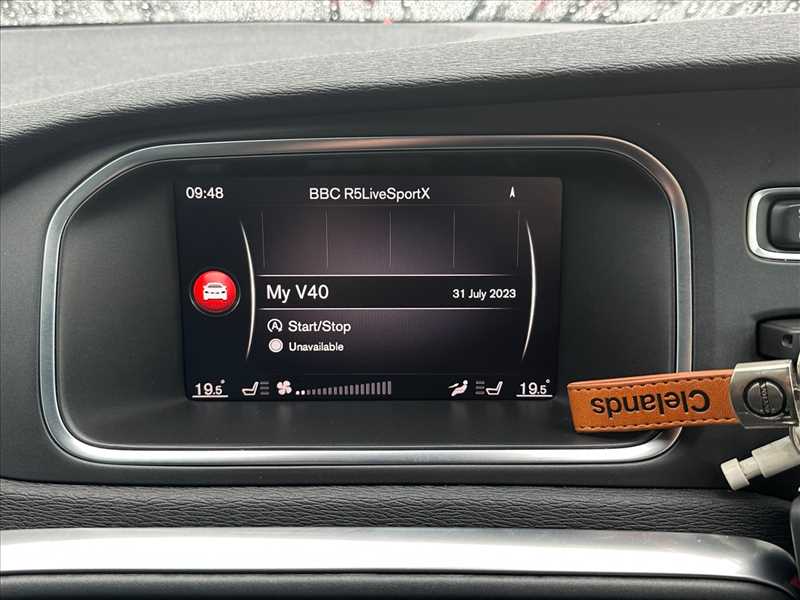 09:48
BBC R5LiveSportX
My V40
31 July 2023
Start/Stop
Unavailable
19.5°
19.5°
Clelands